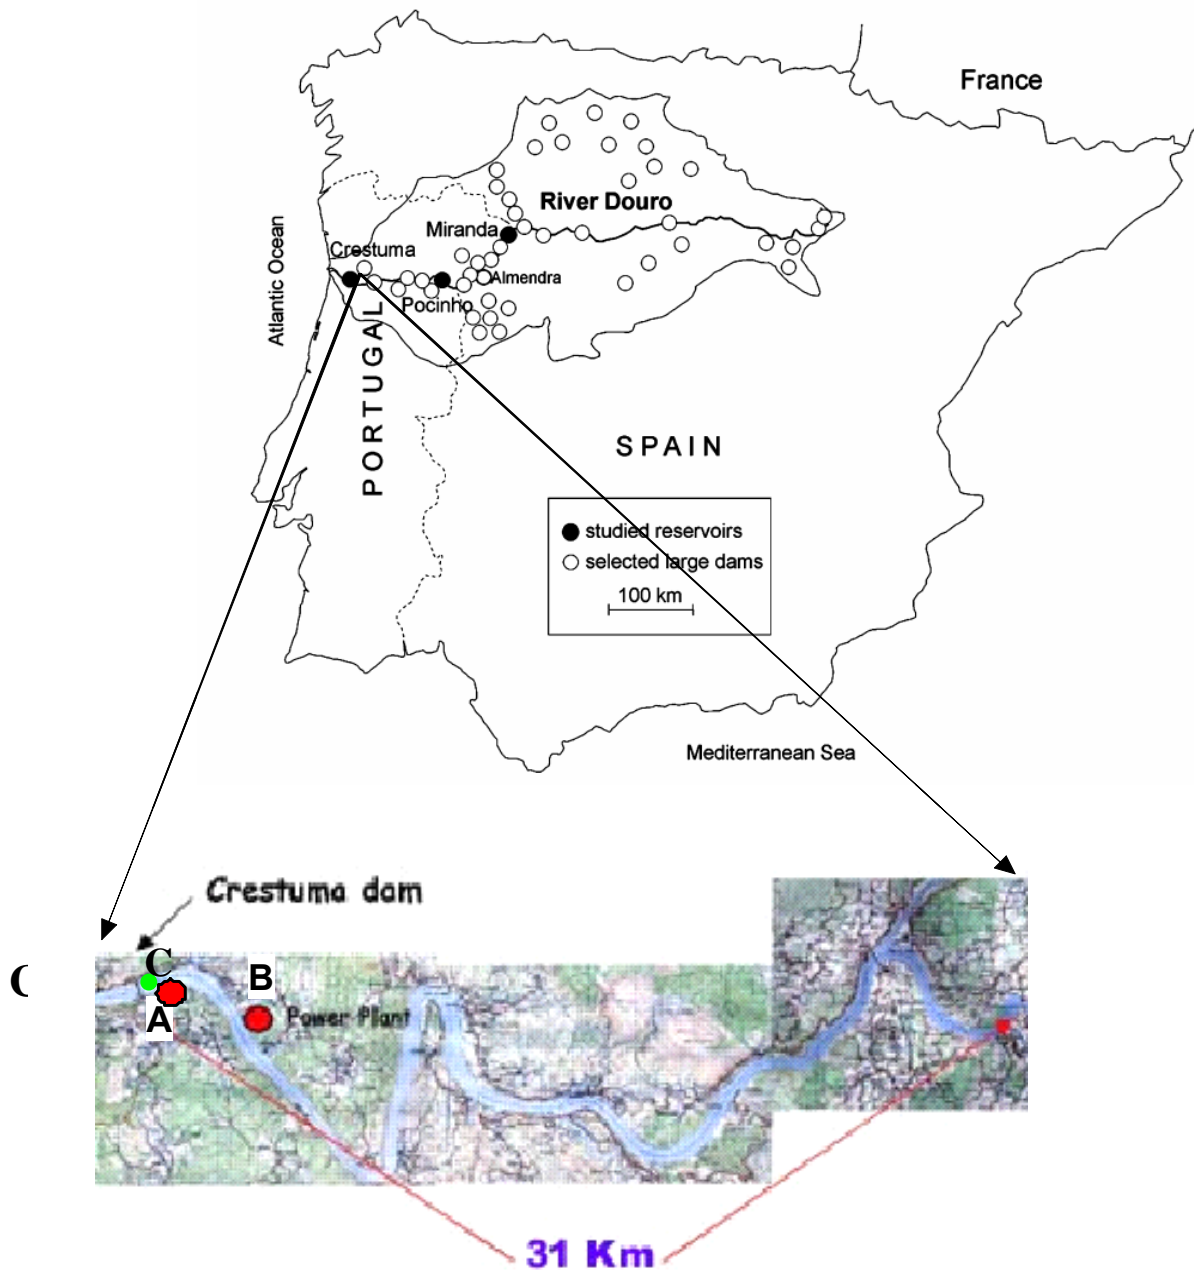 France
River Douro
Miranda
Crestuma
Almendra
Pocinho
Atlantic Ocean
PORTUGAL
SPAIN
studied reservoirs
selected large dams
100 km
Mediterranean Sea
Crestuma dam
C
B
A
Power Plant
31 Km